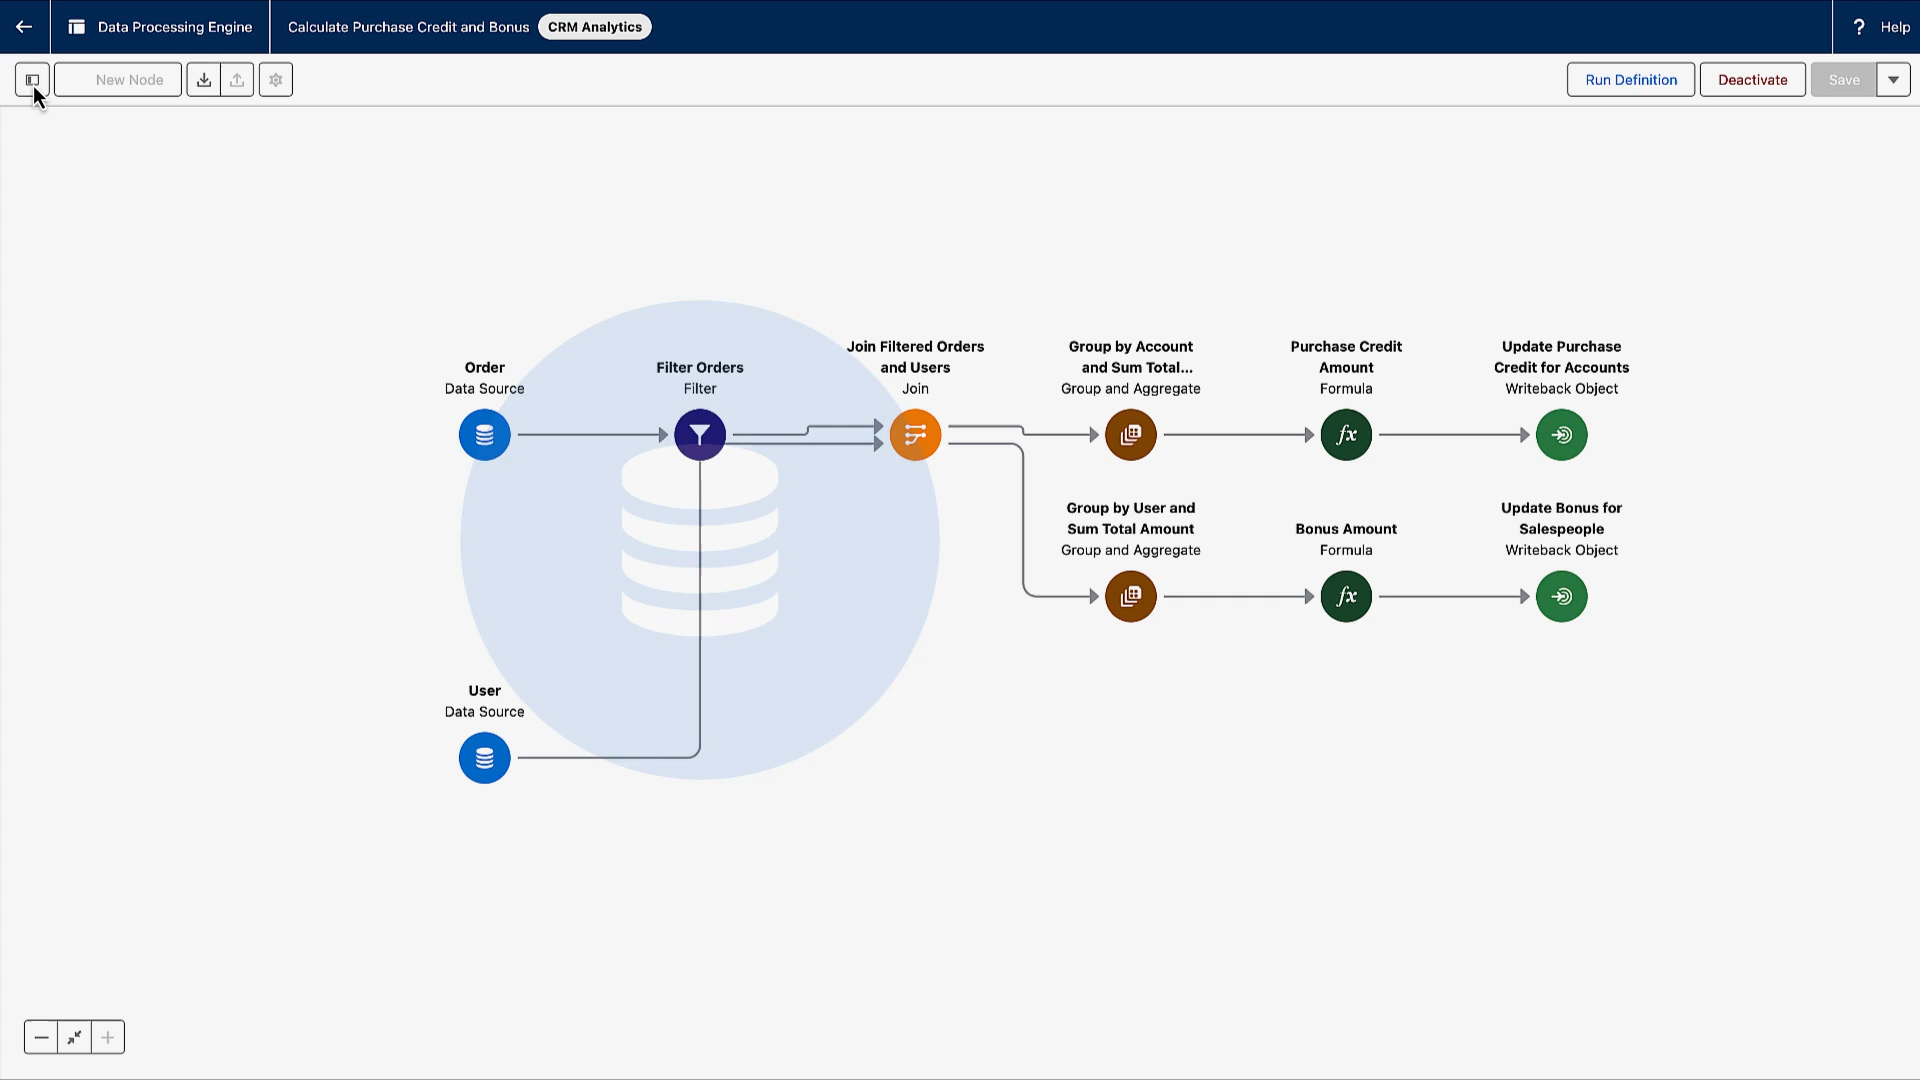 Data Processing Engine
Calculate Purchase Credit and Bonus
CRM Analytics
? Help
New Node
Run Definition
Deactivate
Save
Order
Data Source
Filter Orders
Filter
Join Filtered Orders
and Users
Join
Group by Account
and Sum Total...
Group and Aggregate
Purchase Credit
Amount
Formula
Update Purchase
Credit for Accounts
Writeback Object
fx
Group by User and
Sum Total Amount
Group and Aggregate
Bonus Amount
Formula
Update Bonus for
Salespeople
Writeback Object
fx
User
Data Source